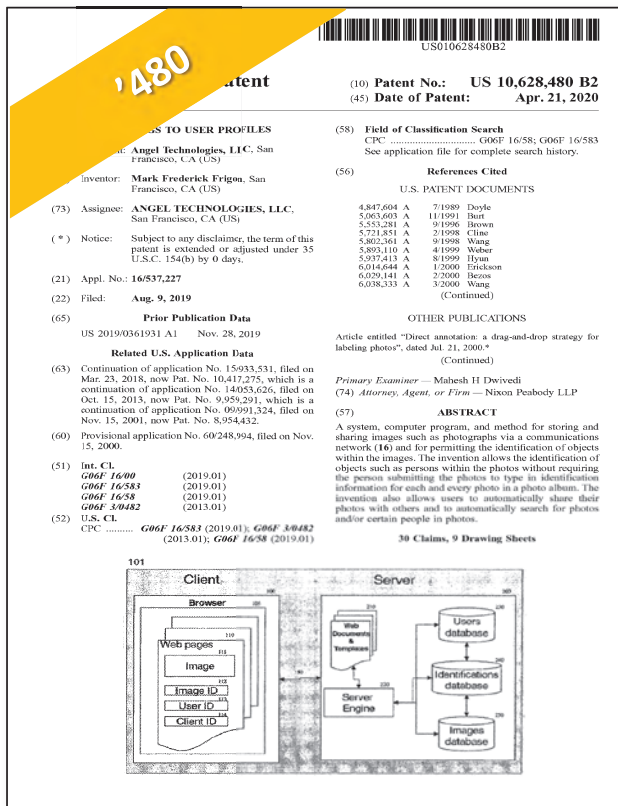 '480
US010628480B2
atent
(10) Patent No.: US 10,628,480 B2
(45) Date of Patent: Apr. 21, 2020
S TO USER PROFILES
Angel Technologies, LLC, San
Francisco, CA (US)
Inventor: Mark Frederick Frigon, San
Francisco, CA (US)
(73) Assignee: ANGEL TECHNOLOGIES, LLC,
San Francisco, CA (US)
( * ) Notice: Subject to any disclaimer, the term of this
patent is extended or adjusted under 35
U.S.C. 154(b) by 0 days.
(21) Appl. No.: 16/537,227
(22) Filed: Aug. 9, 2019
(65) Prior Publication Data
US 2019/0361931 A1 Nov. 28, 2019
Related U.S. Application Data
(63) Continuation of application No. 15/933,531, filed on
Mar. 23, 2018, now Pat. No. 10,417,275, which is a
continuation of application No. 14/053,626, filed on
Oct. 15, 2013, now Pat. No. 9,959,291, which is a
continuation of application No. 09/991,324, filed on
Nov. 15, 2001, now Pat. No. 8,954,432.
(60) Provisional application No. 60/248,994, filed on Nov.
15, 2000.
(51) Int. Cl.
G06F 16/00 (2019.01)
G06F 16/583 (2019.01)
G06F 16/58 (2019.01)
G06F 3/0482 (2013.01)
(52) U.S. Cl.
CPC .......... G06F 16/583 (2019.01); G06F 3/0482
(2013.01); G06F 16/58 (2019.01)
(58) Field of Classification Search
CPC ............................ G06F 16/58; G06F 16/583
See application file for complete search history.
(56) References Cited
U.S. PATENT DOCUMENTS
4,847,604 A 7/1989 Doyle
5,063,603 A 11/1991 Burt
5,553,281 A 9/1996 Brown
5,721,851 A 2/1998 Cline
5,802,361 A 9/1998 Wang
5,893,110 A 4/1999 Weber
5,937,413 A 8/1999 Hyun
6,014,644 A 1/2000 Erickson
6,029,141 A 2/2000 Bezos
6,038,333 A 3/2000 Wang
(Continued)
OTHER PUBLICATIONS
Article entitled "Direct annotation: a drag-and-drop strategy for
labeling photos", dated Jul. 21, 2000.*
(Continued)
Primary Examiner — Mahesh H Dwivedi
(74) Attorney, Agent, or Firm — Nixon Peabody LLP
(57) ABSTRACT
A system, computer program, and method for storing and
sharing images such as photographs via a communications
network (16) and for permitting the identification of objects
within the images. The invention allows the identification of
objects such as persons within the photos without requiring
the person submitting the photos to type in identification
information for each and every photo in a photo album. The
invention also allows users to automatically share their
photos with others and to automatically search for photos
and/or certain people in photos.
30 Claims, 9 Drawing Sheets
101
Client
Server
Browser
Web pages
Image
Image ID
User ID
Client ID
Web
Documents
&
Templates
Server
Engine
Users
database
Identifications
database
Images
database